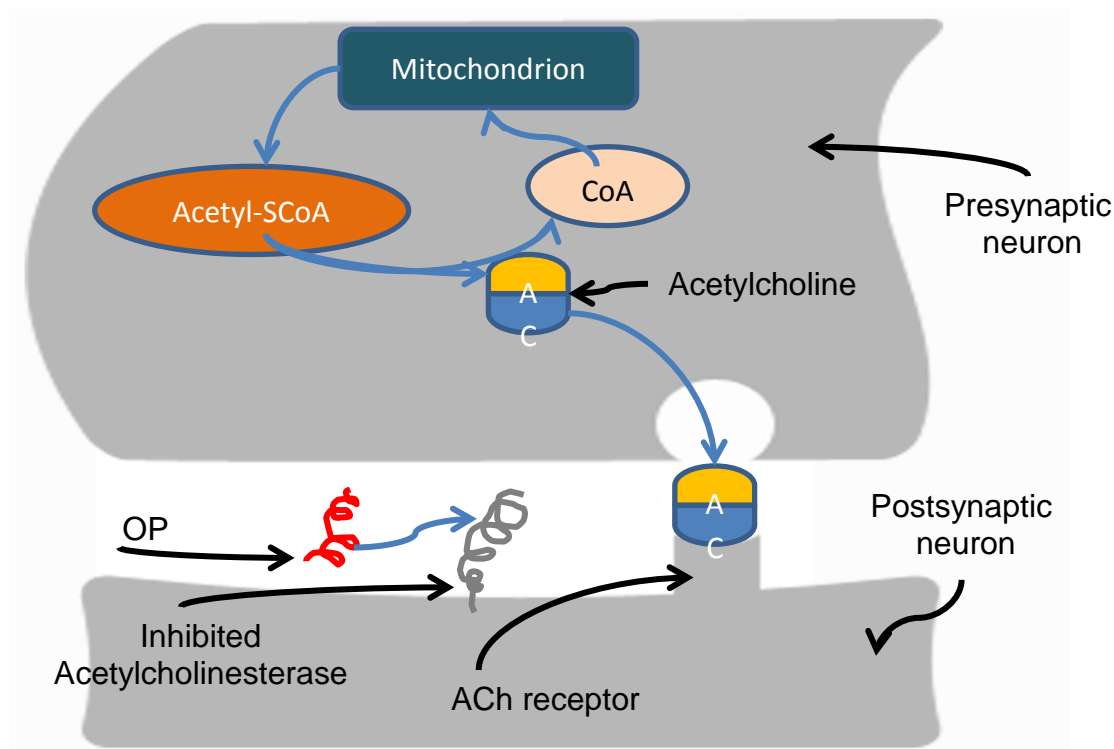 Mitochondrion
Acetyl-SCoA
CoA
Presynaptic
neuron
A
C
Acetylcholine
A
C
Postsynaptic
neuron
OP
Inhibited
Acetylcholinesterase
ACh receptor